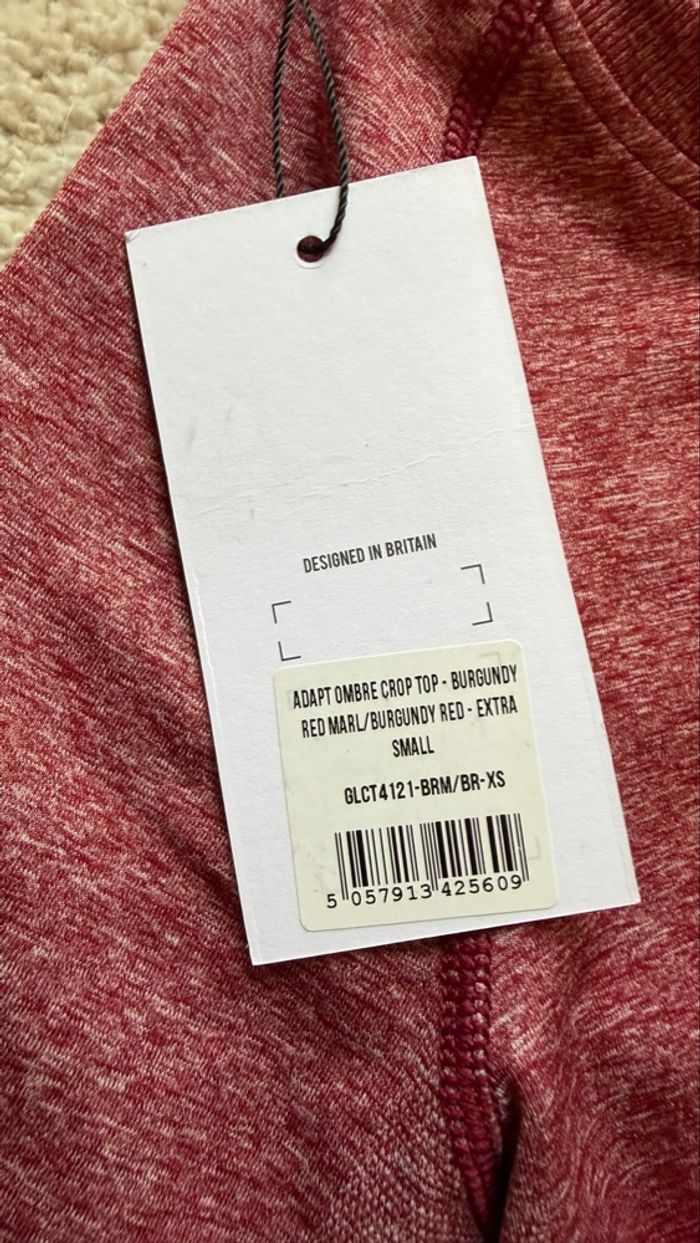 DESIGNED IN BRITAIN
ADAPT OMBRE CROP TOP - BURGUNDY
RED MARL/BURGUNDY RED - EXTRA
SMALL
GLCT4121-BRM/BR-XS
5 057913 425609